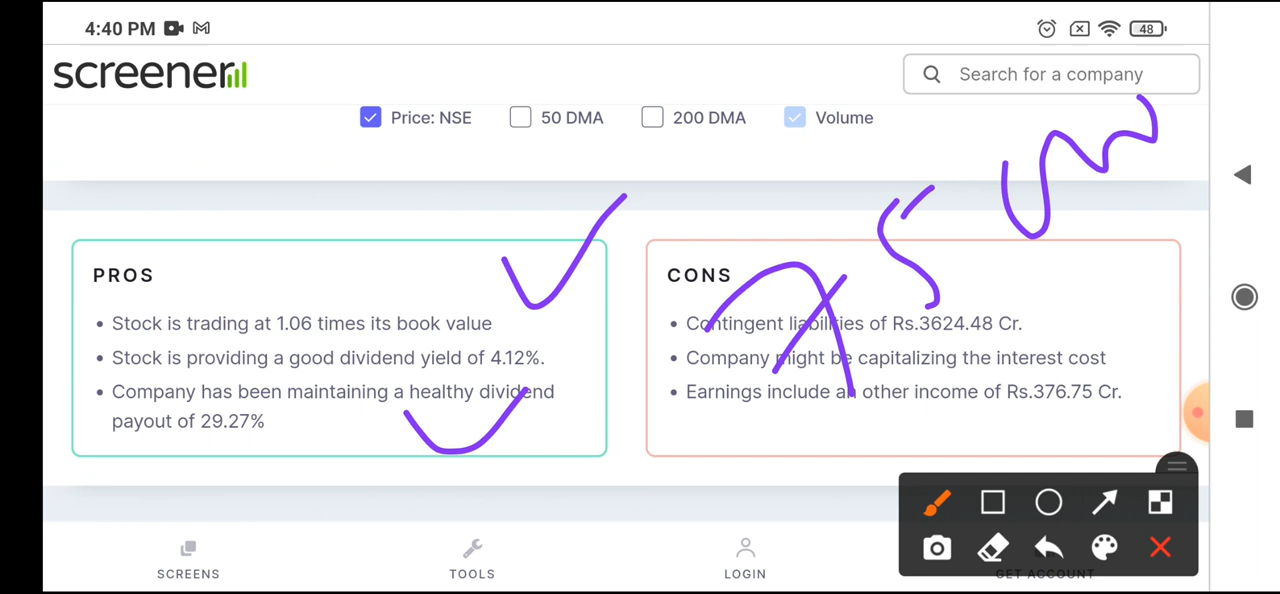 4:40 PM
48
screener
Search for a company
Price: NSE 50 DMA 200 DMA Volume
PROS
• Stock is trading at 1.06 times its book value
• Stock is providing a good dividend yield of 4.12%.
• Company has been maintaining a healthy dividend
payout of 29.27%
CONS
• Contingent liabilities of Rs.3624.48 Cr.
• Company might be capitalizing the interest cost
• Earnings include an other income of Rs.376.75 Cr.
SCREENS TOOLS LOGIN GET ACCOUNT